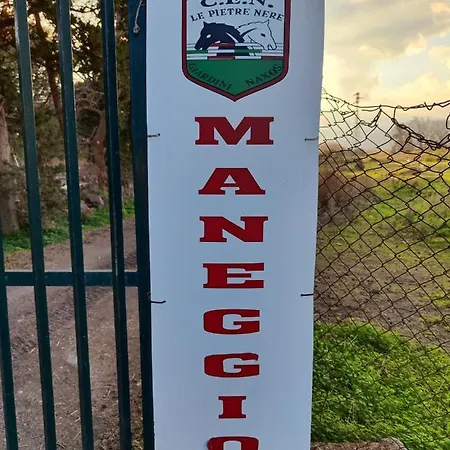 C.E.N.
LE PIETRE NERE
GIARDINI NAXOS
M
A
N
E
G
G
I
O